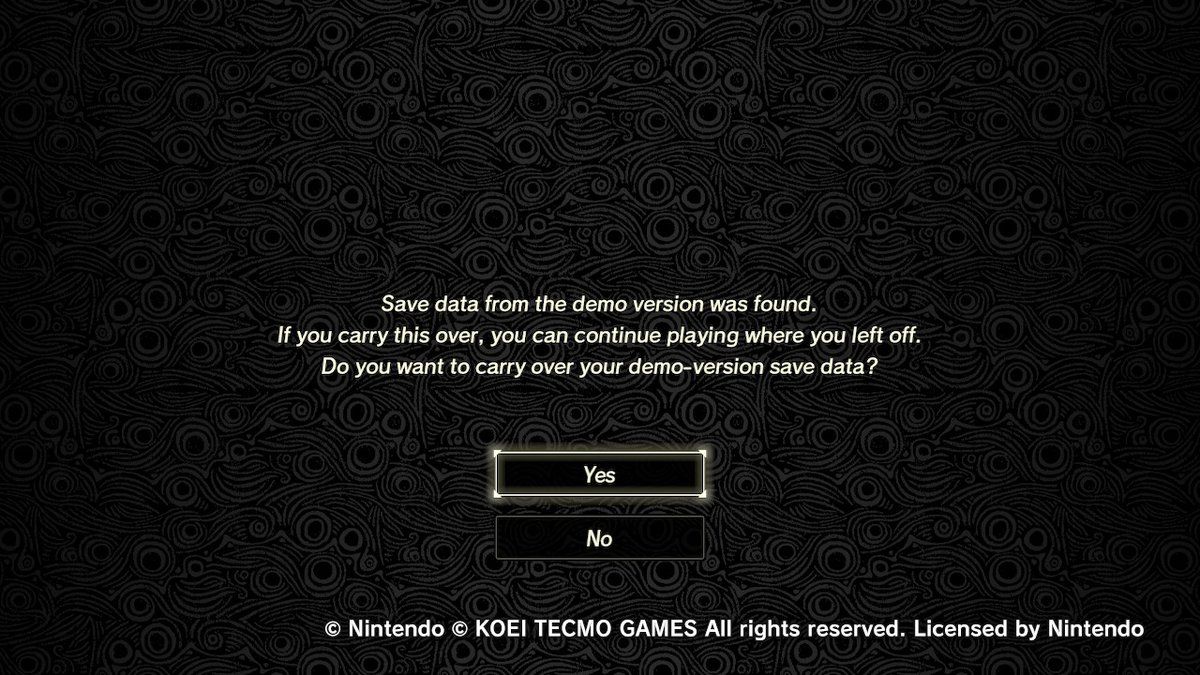 Save data from the demo version was found.
If you carry this over, you can continue playing where you left off.
Do you want to carry over your demo-version save data?
Yes
No
© Nintendo © KOEI TECMO GAMES All rights reserved. Licensed by Nintendo